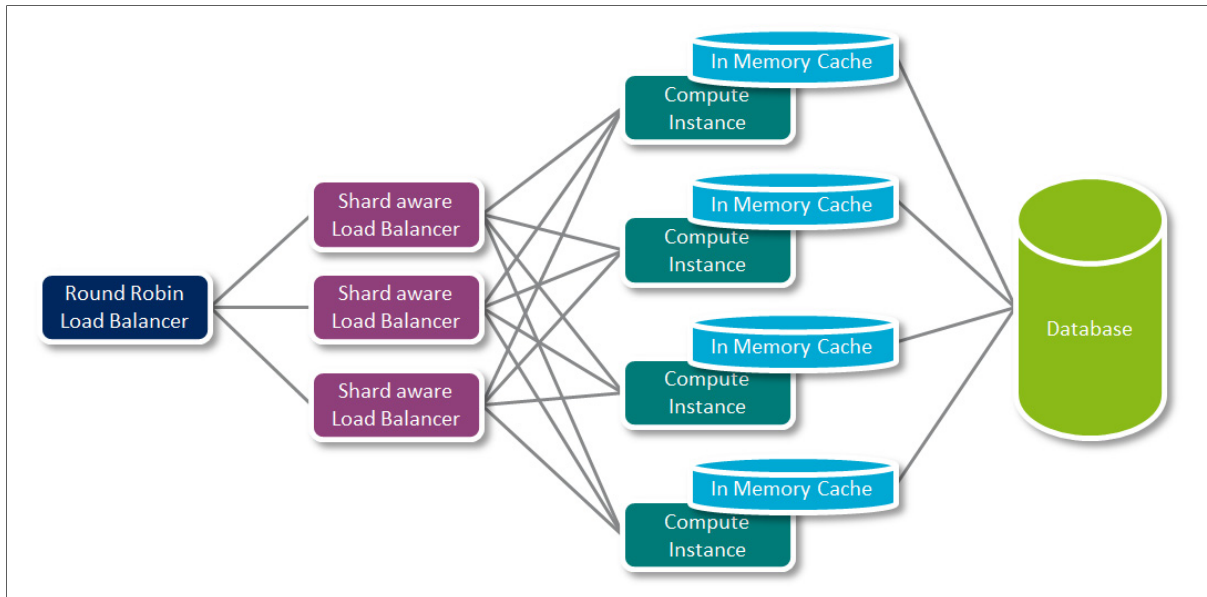 Round Robin
Load Balancer
Shard aware
Load Balancer
Shard aware
Load Balancer
Shard aware
Load Balancer
In Memory Cache
Compute
Instance
In Memory Cache
Compute
Instance
In Memory Cache
Compute
Instance
In Memory Cache
Compute
Instance
Database